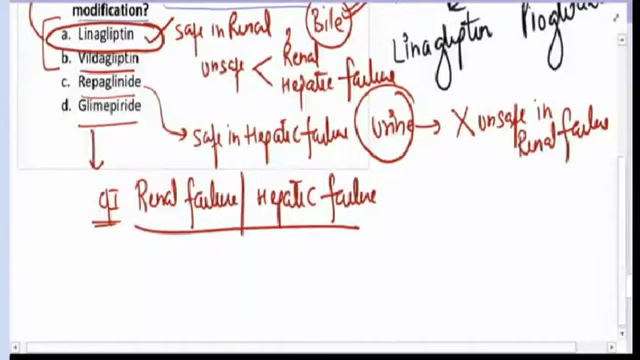 modification?
a. Linagliptin safe in Renal Bile
b. Vildagliptin unsafe < Renal
Hepatic failure
c. Repaglinide
d. Glimepiride
safe in Hepatic failure
Urine → X unsafe in
Renal failure
Linagliptin
CI Renal failure | Hepatic failure